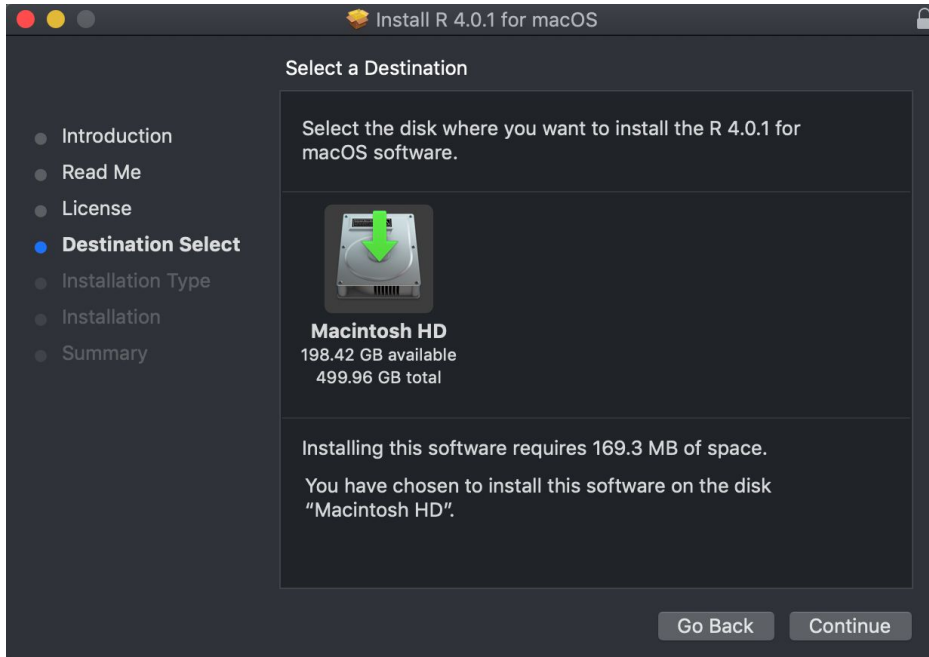 Install R 4.0.1 for macOS
Select a Destination
Introduction
Read Me
License
Destination Select
Installation Type
Installation
Summary
Select the disk where you want to install the R 4.0.1 for
macOS software.
Macintosh HD
198.42 GB available
499.96 GB total
Installing this software requires 169.3 MB of space.
You have chosen to install this software on the disk
“Macintosh HD”.
Go Back
Continue